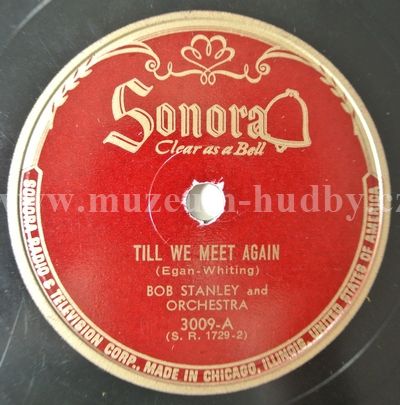 Sonora
Clear as a Bell
www.muzeum-hudby.cz
TILL WE MEET AGAIN
(Egan-Whiting)
BOB STANLEY and
ORCHESTRA
3009-A
(S. R. 1729-2)
SONORA RADIO & TELEVISION CORP., MADE IN CHICAGO, ILLINOIS, UNITED STATES OF AMERICA